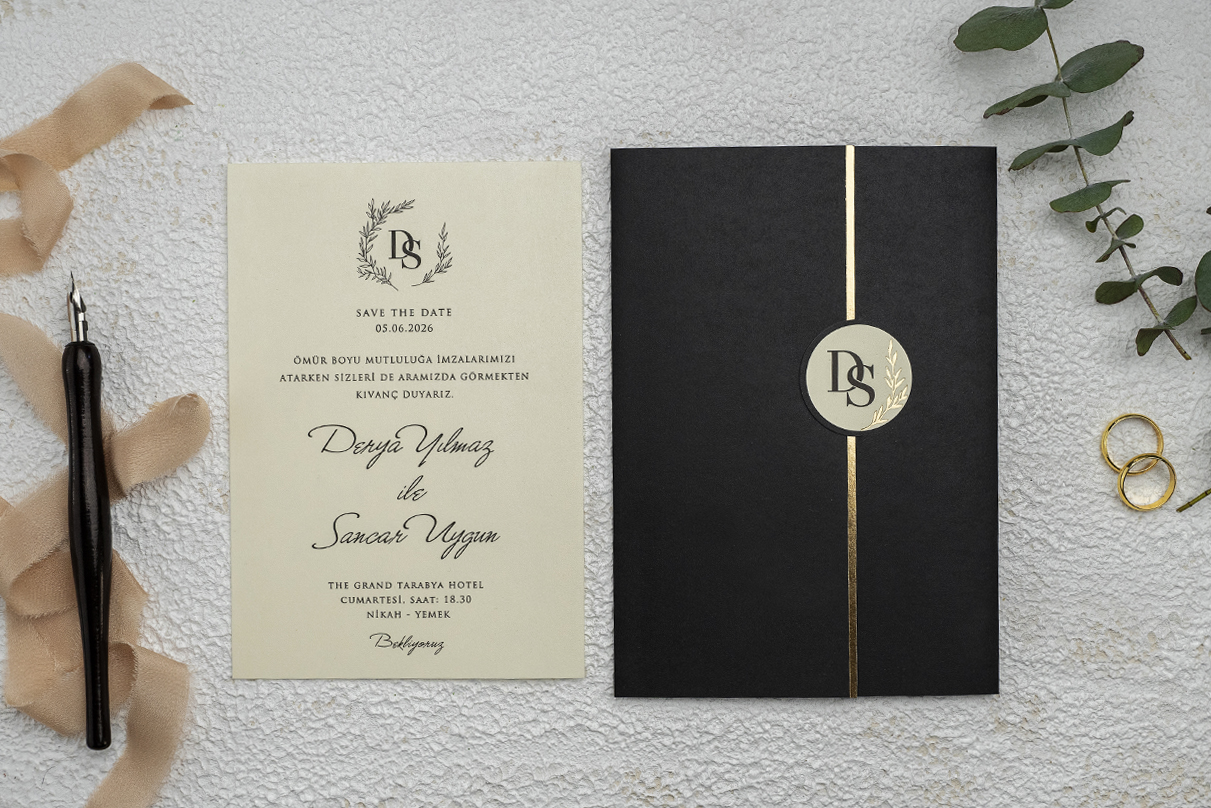 DS
SAVE THE DATE
05.06.2026
ÖMÜR BOYU MUTLULUĞA İMZALARIMIZI
ATARKEN SİZLERİ DE ARAMIZDA GÖRMEKTEN
KIVANÇ DUYARIZ.
Derya Yılmaz
ile
Sancar Uygun
THE GRAND TARABYA HOTEL
CUMARTESİ, SAAT: 18.30
NİKAH - YEMEK
Bekliyoruz
DS